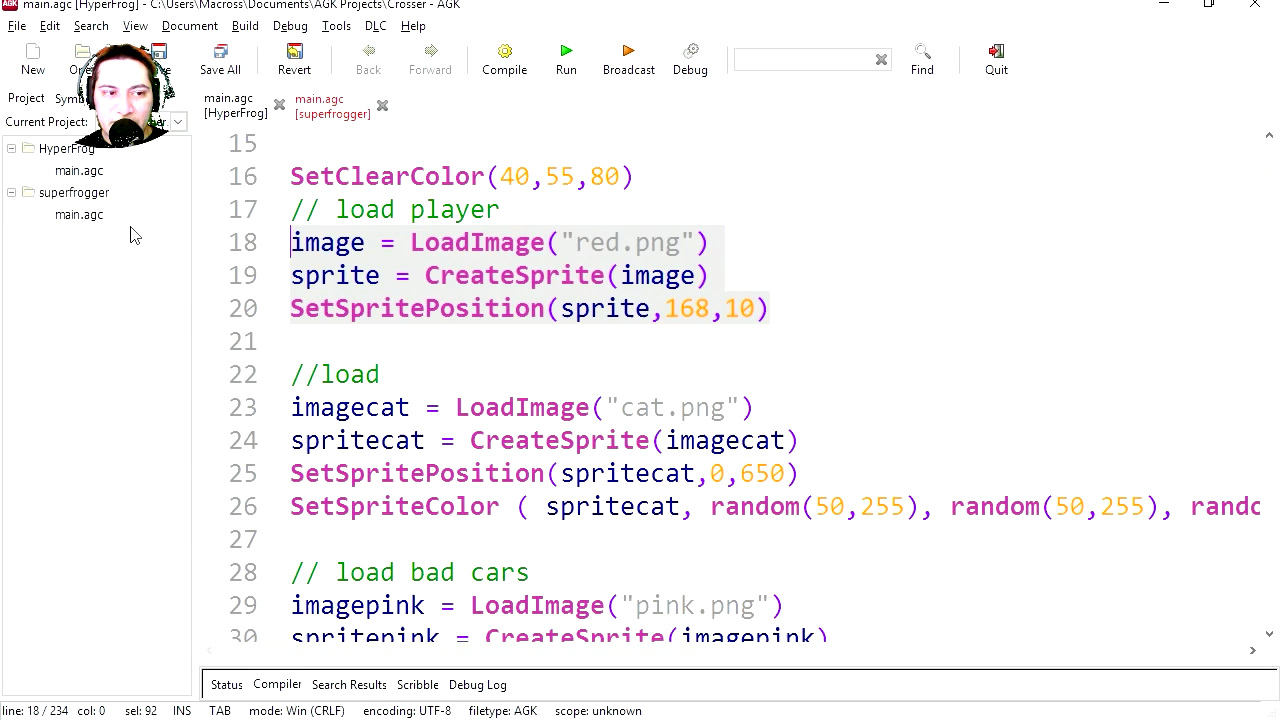 main.agc [HyperFrog] - C:\Users\Macross\Documents\AGK Projects\Crosser - AGK
File Edit Search View Document Build Debug Tools DLC Help
New Save All Revert Back Forward Compile Run Broadcast Debug Find Quit
Project
main.agc [HyperFrog]
main.agc [superfrogger]
Current Project:
HyperFrog
main.agc
superfrogger
main.agc
15
16 SetClearColor(40,55,80)
17 // load player
18 image = LoadImage("red.png")
19 sprite = CreateSprite(image)
20 SetSpritePosition(sprite,168,10)
21
22 //load
23 imagecat = LoadImage("cat.png")
24 spritecat = CreateSprite(imagecat)
25 SetSpritePosition(spritecat,0,650)
26 SetSpriteColor ( spritecat, random(50,255), random(50,255), rando
27
28 // load bad cars
29 imagepink = LoadImage("pink.png")
30 spritepink = CreateSprite(imagepink)
Status Compiler Search Results Scribble Debug Log
line: 18 / 234 col: 0 sel: 92 INS TAB mode: Win (CRLF) encoding: UTF-8 filetype: AGK scope: unknown